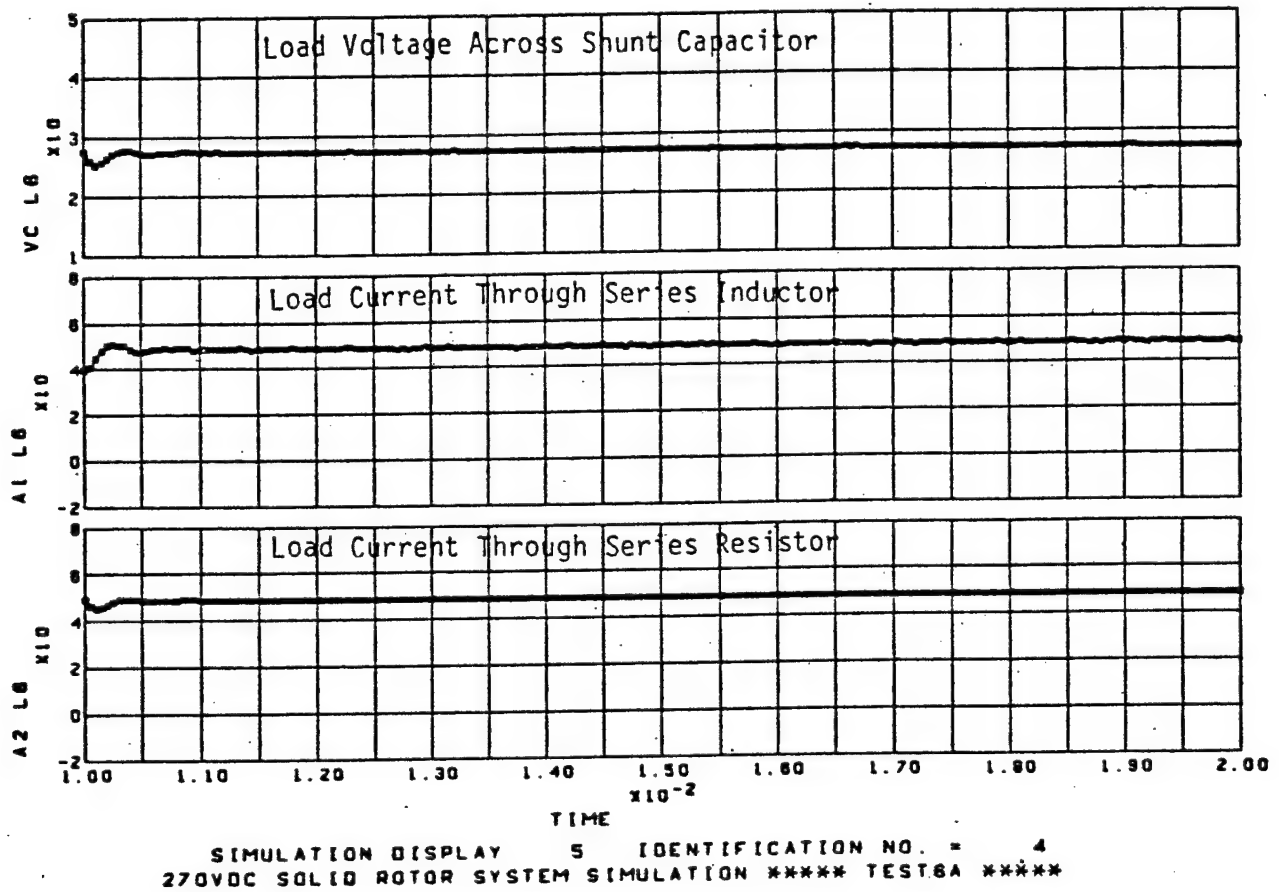 5
Load Voltage Across Shunt Capacitor
4
3
X10
2
VC L6
1
8
Load Current Through Series Inductor
6
4
X10
2
0
A1 L6
-2
8
Load Current Through Series Resistor
6
4
X10
2
0
A2 L6
-2
1.00 1.10 1.20 1.30 1.40 1.50 1.60 1.70 1.80 1.90 2.00
X10-2
TIME
SIMULATION DISPLAY 5 IDENTIFICATION NO. = 4
270VDC SOLID ROTOR SYSTEM SIMULATION ***** TEST6A *****